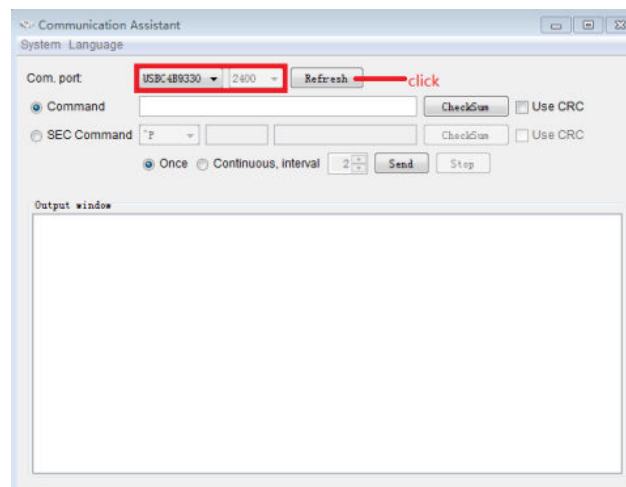 Communication Assistant
System Language
Com. port USBC4B9330 2400 Refresh click
Command CheckSum Use CRC
SEC Command ^P CheckSum Use CRC
Once Continuous, interval 2 Send Stop
Output window